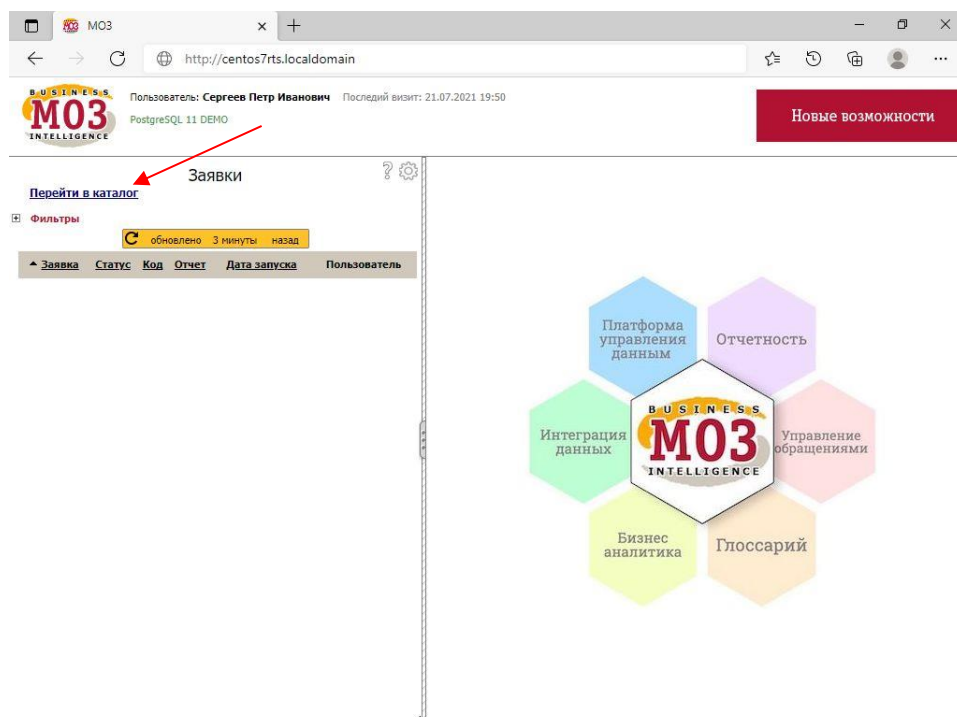 МОЗ
http://centos7rts.localdomain
BUSINESS
МОЗ
INTELLIGENCE
Пользователь: Сергеев Петр Иванович Последий визит: 21.07.2021 19:50
PostgreSQL 11 DEMO
Новые возможности
Заявки
Перейти в каталог
Фильтры
обновлено 3 минуты назад
Заявка Статус Код Отчет Дата запуска Пользователь
Платформа
управления
данным
Отчетность
Интеграция
данных
BUSINESS
МОЗ
INTELLIGENCE
Управление
обращениями
Бизнес
аналитика
Глоссарий